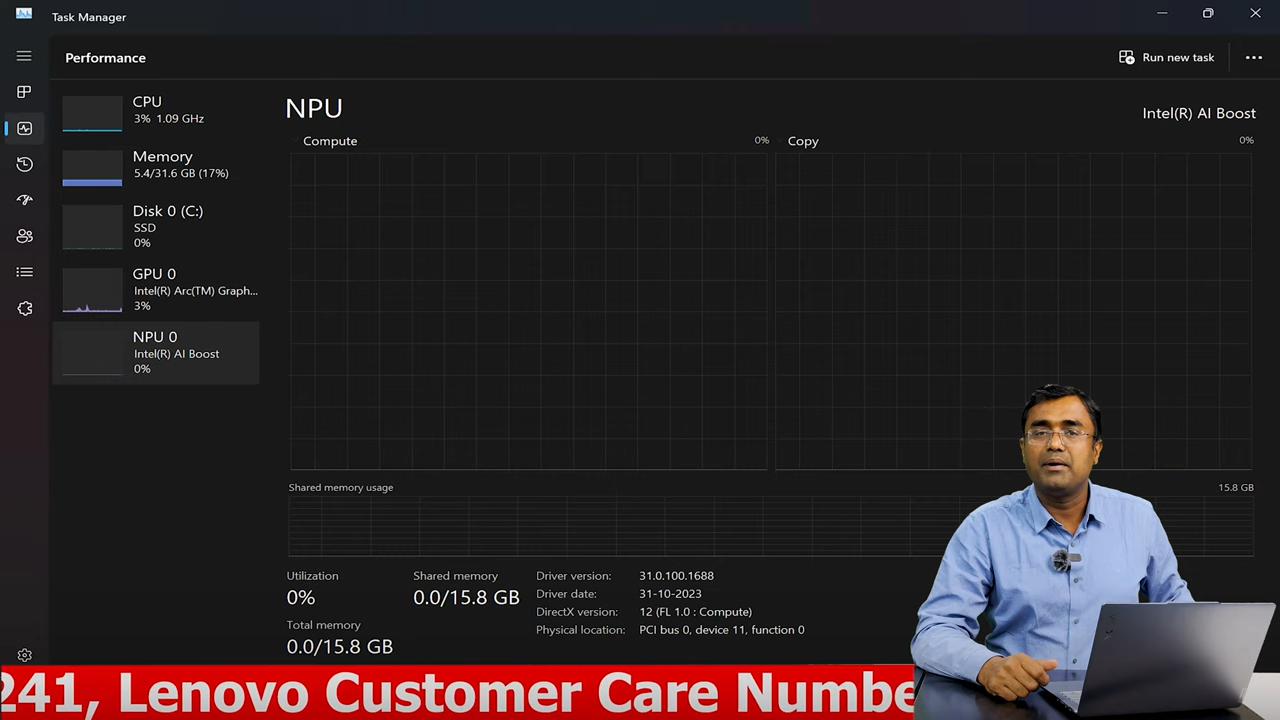 Task Manager
Performance
Run new task
CPU
3% 1.09 GHz
Memory
5.4/31.6 GB (17%)
Disk 0 (C:)
SSD
0%
GPU 0
Intel(R) Arc(TM) Graph...
3%
NPU 0
Intel(R) AI Boost
0%
NPU
Intel(R) AI Boost
Compute
0%
Copy
0%
Shared memory usage
15.8 GB
Utilization
0%
Shared memory
0.0/15.8 GB
Total memory
0.0/15.8 GB
Driver version: 31.0.100.1688
Driver date: 31-10-2023
DirectX version: 12 (FL 1.0 : Compute)
Physical location: PCI bus 0, device 11, function 0
241, Lenovo Customer Care Numbe